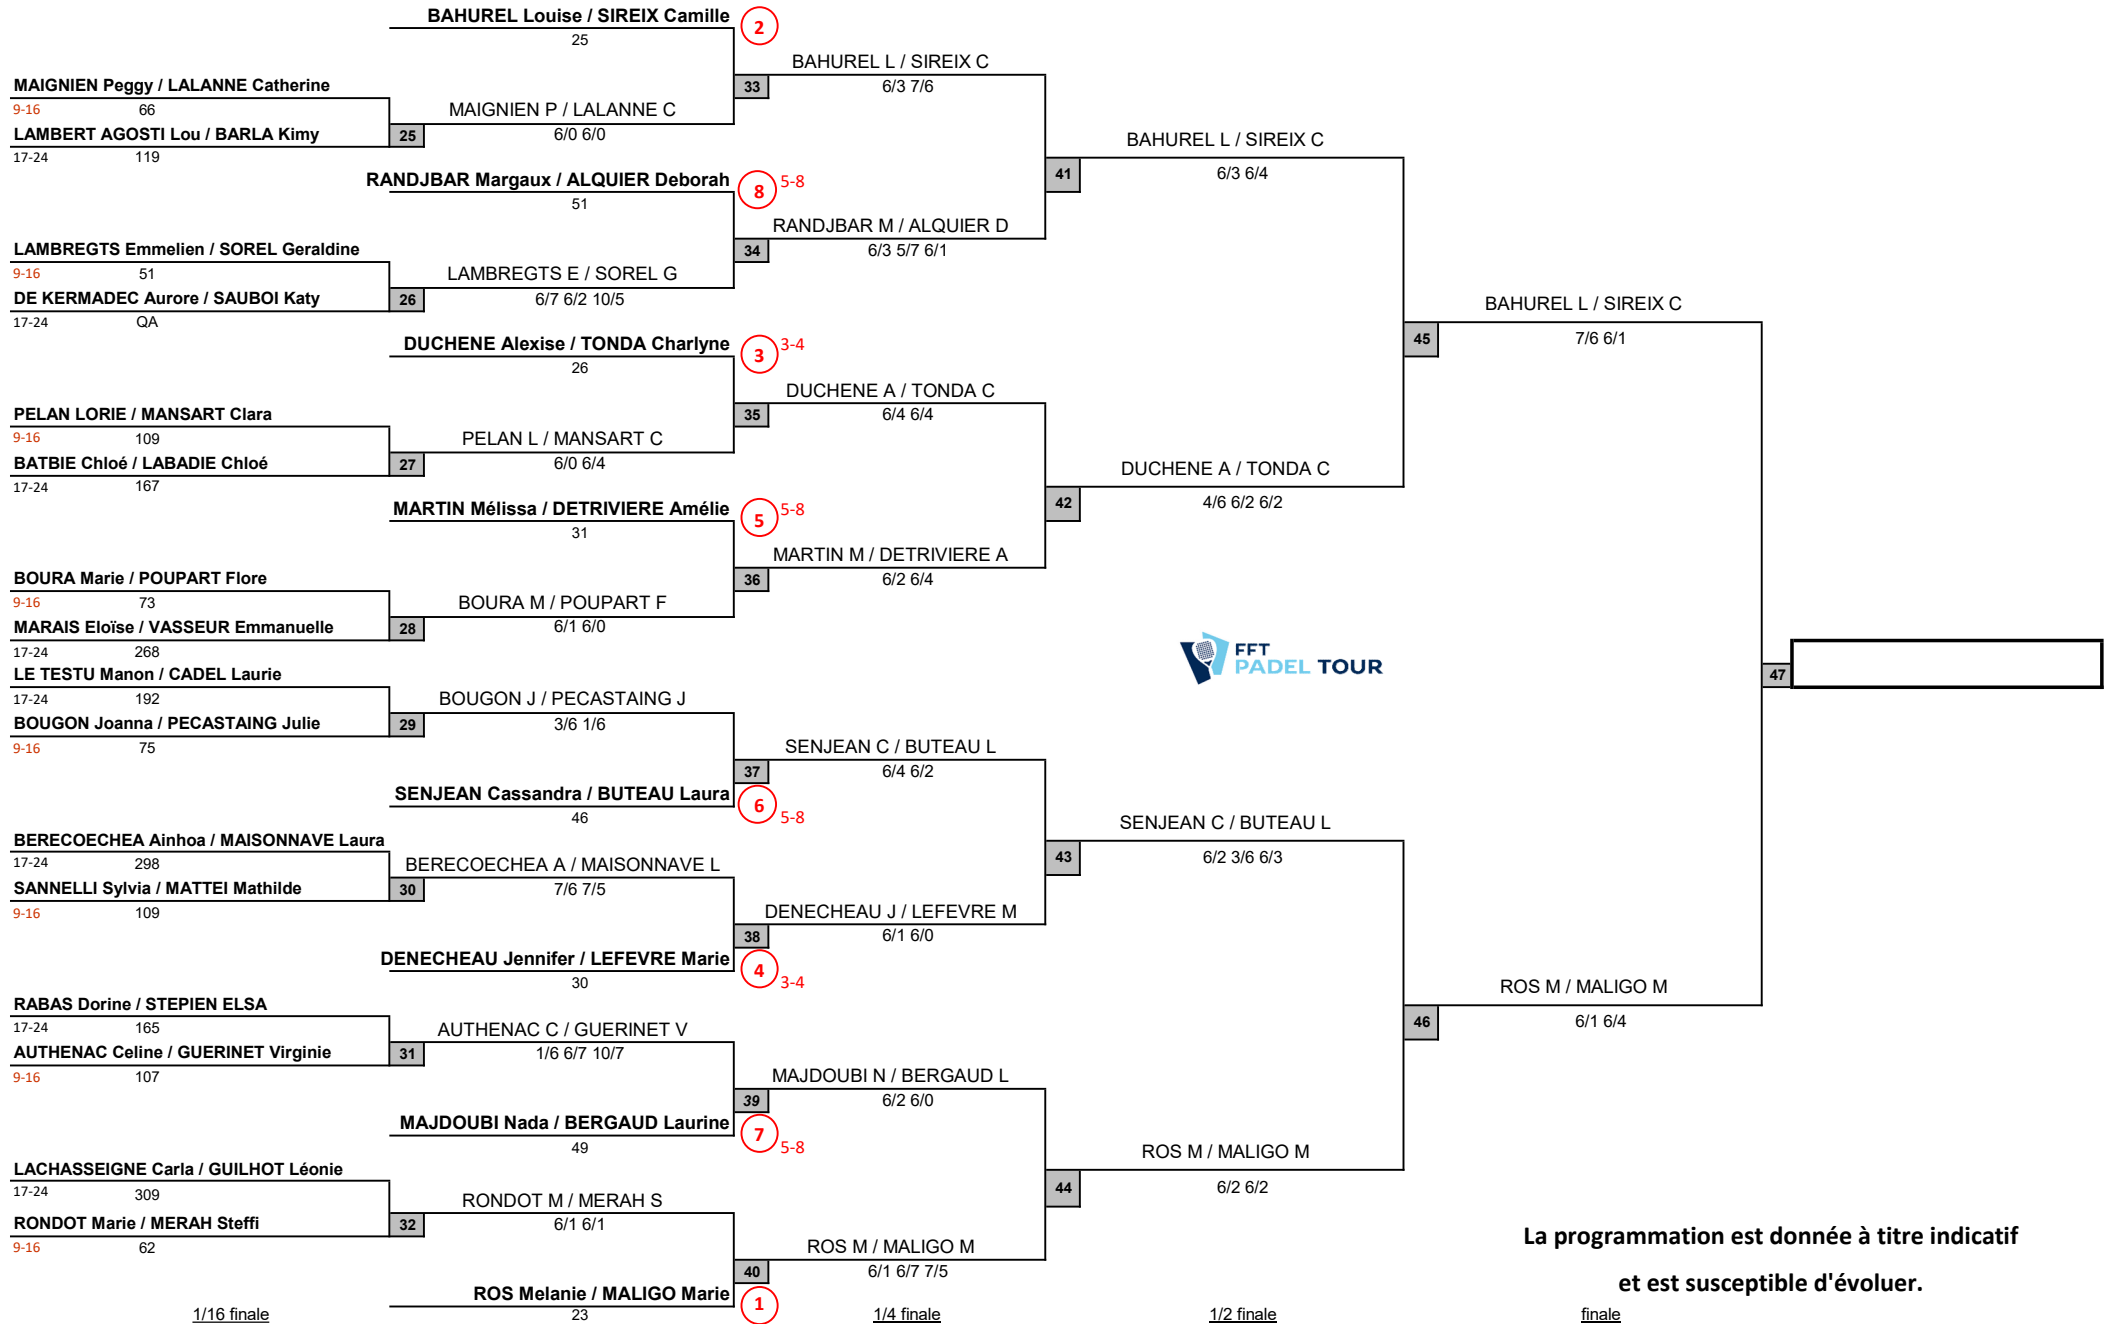 BAHUREL Louise / SIREIX Camille
2
25
BAHUREL L / SIREIX C
33
6/3 7/6
MAIGNIEN Peggy / LALANNE Catherine
9-16 66
MAIGNIEN P / LALANNE C
LAMBERT AGOSTI Lou / BARLA Kimy
25
6/0 6/0
17-24 119
BAHUREL L / SIREIX C
41
6/3 6/4
RANDJBAR Margaux / ALQUIER Deborah
8
5-8
51
RANDJBAR M / ALQUIER D
34
6/3 5/7 6/1
LAMBREGTS Emmelien / SOREL Geraldine
9-16 51
LAMBREGTS E / SOREL G
DE KERMADEC Aurore / SAUBOI Katy
26
6/7 6/2 10/5
17-24 QA
BAHUREL L / SIREIX C
45
7/6 6/1
DUCHENE Alexise / TONDA Charlyne
3
3-4
26
DUCHENE A / TONDA C
35
6/4 6/4
PELAN LORIE / MANSART Clara
9-16 109
PELAN L / MANSART C
BATBIE Chloé / LABADIE Chloé
27
6/0 6/4
17-24 167
DUCHENE A / TONDA C
42
4/6 6/2 6/2
MARTIN Mélissa / DETRIVIERE Amélie
5
5-8
31
MARTIN M / DETRIVIERE A
36
6/2 6/4
BOURA Marie / POUPART Flore
9-16 73
BOURA M / POUPART F
MARAIS Eloïse / VASSEUR Emmanuelle
28
6/1 6/0
17-24 268
FFT
PADEL TOUR
47
LE TESTU Manon / CADEL Laurie
17-24 192
BOUGON J / PECASTAING J
BOUGON Joanna / PECASTAING Julie
29
3/6 1/6
9-16 75
SENJEAN C / BUTEAU L
37
6/4 6/2
SENJEAN Cassandra / BUTEAU Laura
6
5-8
46
SENJEAN C / BUTEAU L
43
6/2 3/6 6/3
BERECOECHEA Ainhoa / MAISONNAVE Laura
17-24 298
BERECOECHEA A / MAISONNAVE L
SANNELLI Sylvia / MATTEI Mathilde
30
7/6 7/5
9-16 109
DENECHEAU J / LEFEVRE M
38
6/1 6/0
DENECHEAU Jennifer / LEFEVRE Marie
4
3-4
30
ROS M / MALIGO M
46
6/1 6/4
RABAS Dorine / STEPIEN ELSA
17-24 165
AUTHENAC C / GUERINET V
AUTHENAC Celine / GUERINET Virginie
31
1/6 6/7 10/7
9-16 107
MAJDOUBI N / BERGAUD L
39
6/2 6/0
MAJDOUBI Nada / BERGAUD Laurine
7
5-8
49
ROS M / MALIGO M
44
6/2 6/2
LACHASSEIGNE Carla / GUILHOT Léonie
17-24 309
RONDOT M / MERAH S
RONDOT Marie / MERAH Steffi
32
6/1 6/1
9-16 62
ROS M / MALIGO M
40
6/1 6/7 7/5
ROS Melanie / MALIGO Marie
1
23
La programmation est donnée à titre indicatif
et est susceptible d'évoluer.
1/16 finale 1/4 finale 1/2 finale finale